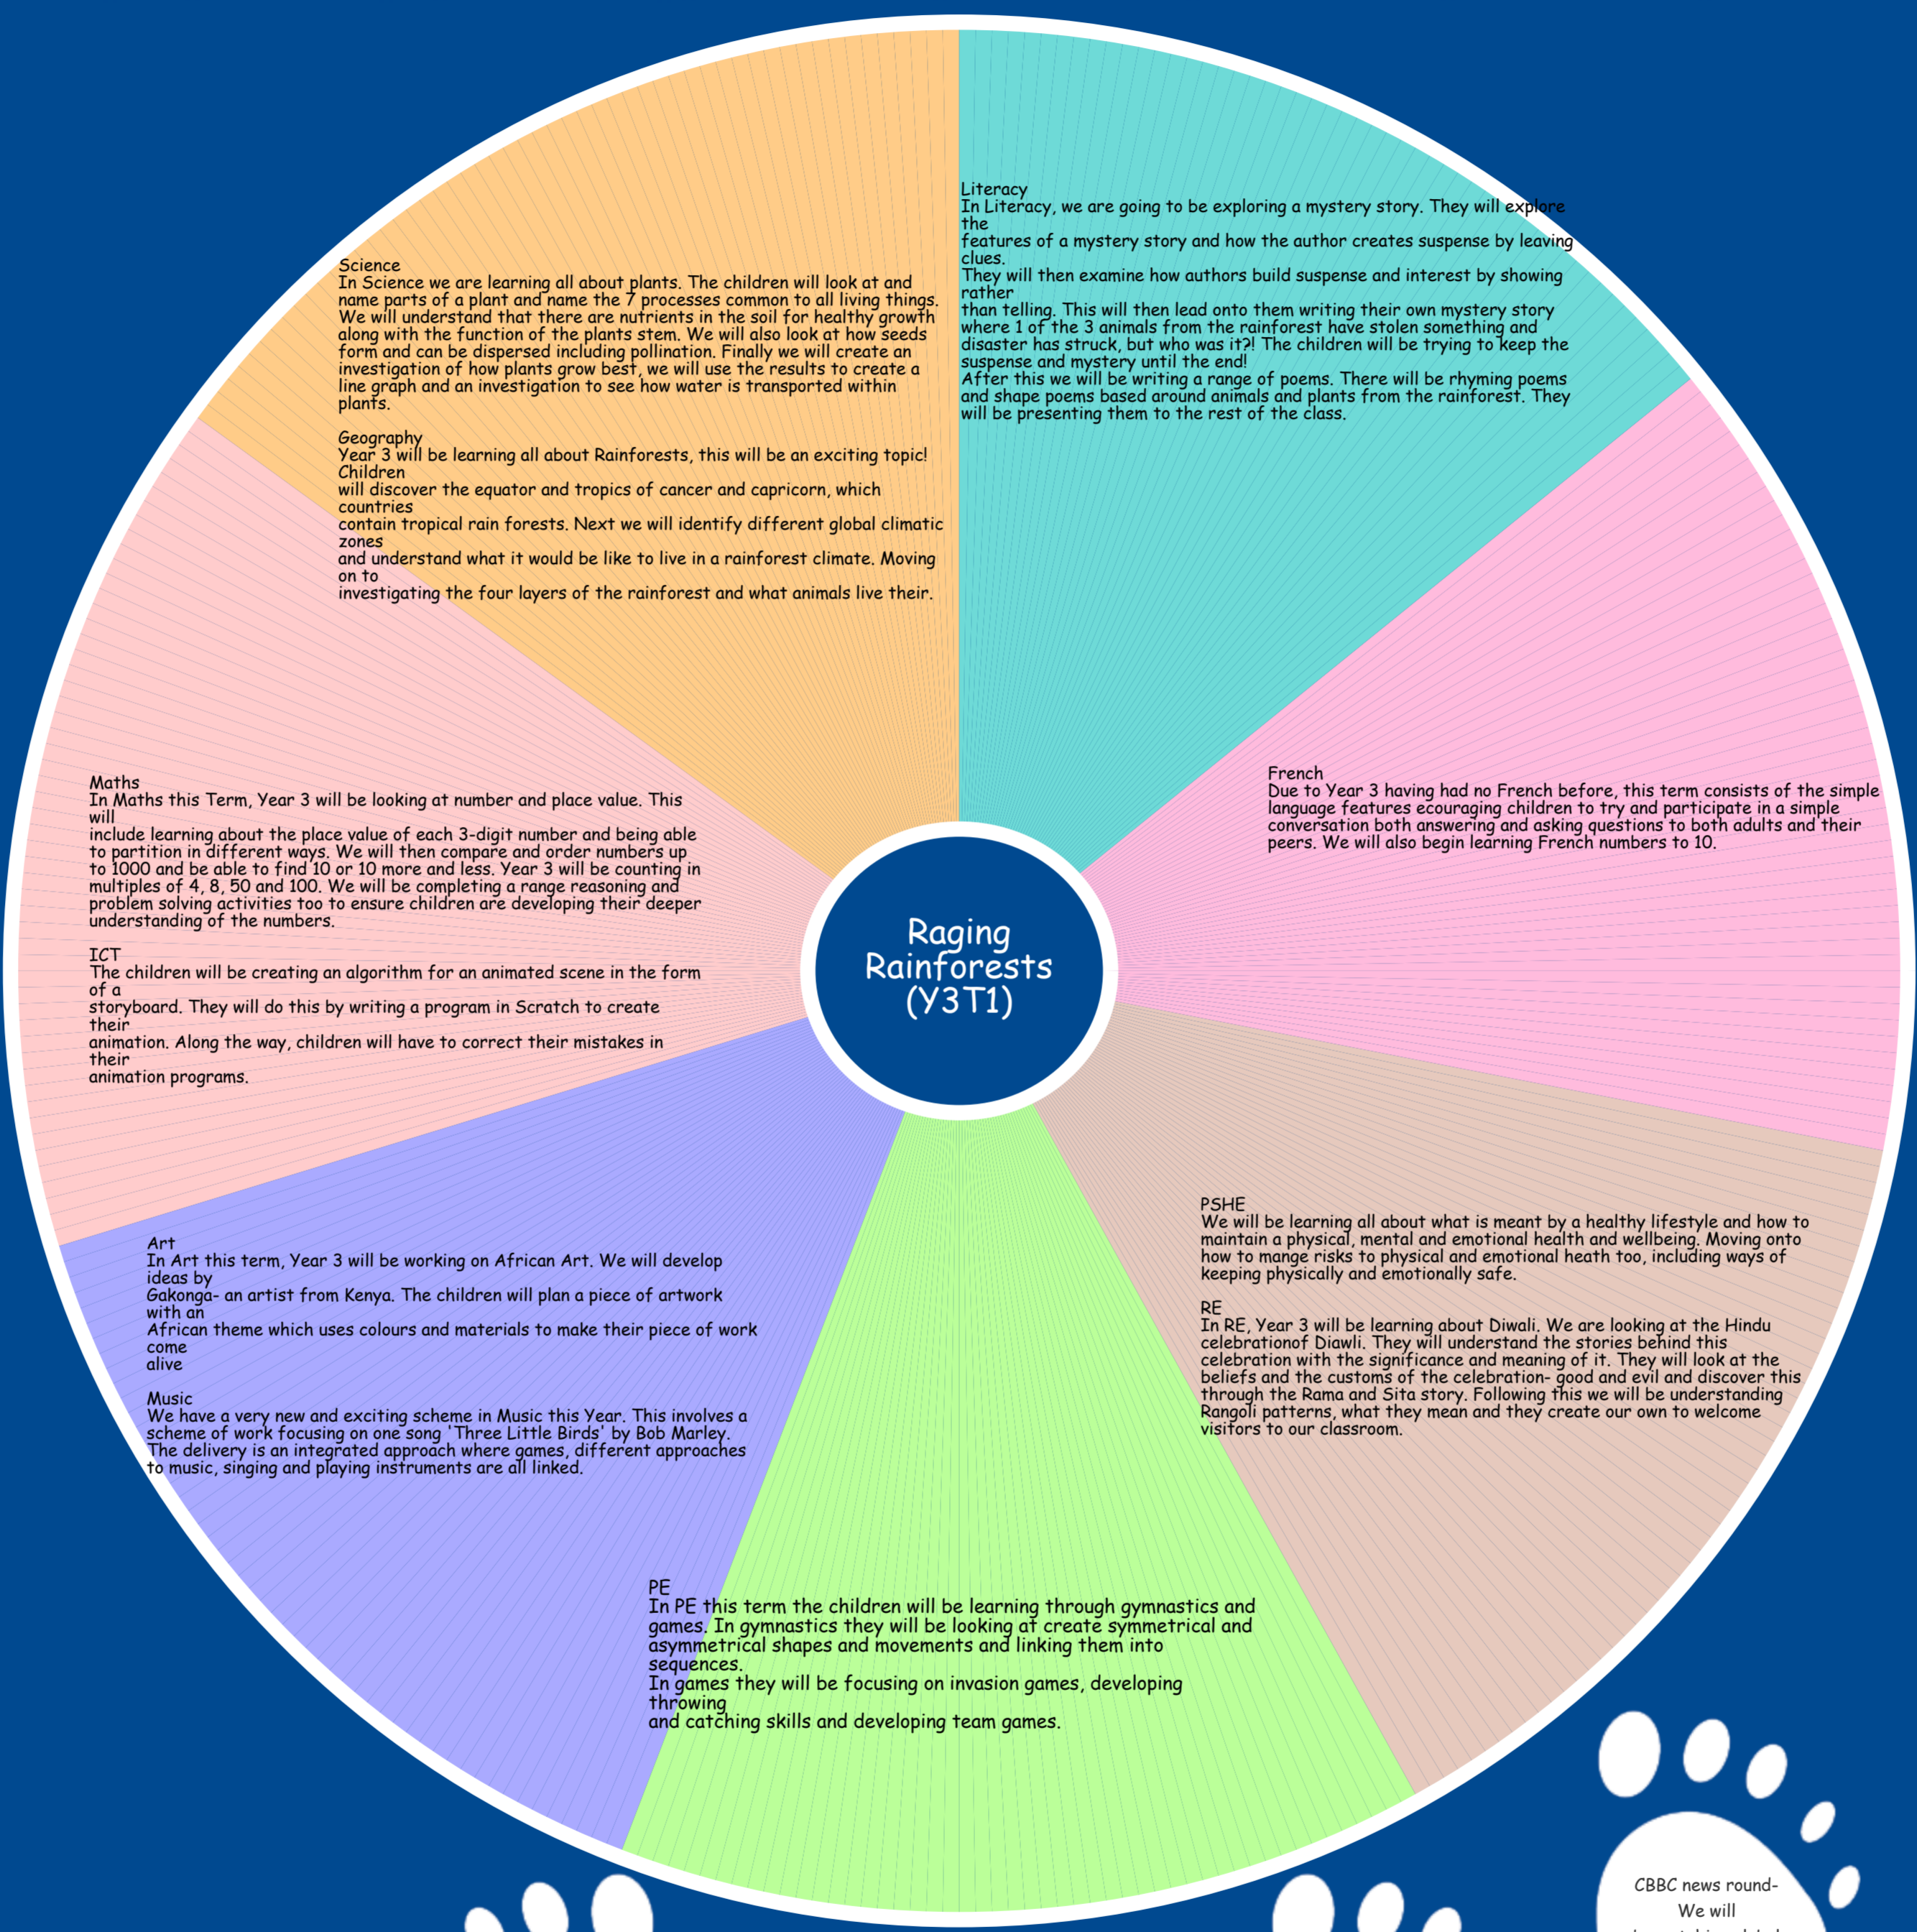 Literacy
In Literacy, we are going to be exploring a mystery story. They will explore
the
features of a mystery story and how the author creates suspense by leaving
clues.
They will then examine how authors build suspense and interest by showing
rather
than telling. This will then lead onto them writing their own mystery story
where 1 of the 3 animals from the rainforest have stolen something and
disaster has struck, but who was it?! The children will be trying to keep the
suspense and mystery until the end!
After this we will be writing a range of poems. There will be rhyming poems
and shape poems based around animals and plants from the rainforest. They
will be presenting them to the rest of the class.
French
Due to Year 3 having had no French before, this term consists of the simple
language features ecouraging children to try and participate in a simple
conversation both answering and asking questions to both adults and their
peers. We will also begin learning French numbers to 10.
PSHE
We will be learning all about what is meant by a healthy lifestyle and how to
maintain a physical, mental and emotional health and wellbeing. Moving onto
how to mange risks to physical and emotional heath too, including ways of
keeping physically and emotionally safe.
RE
In RE, Year 3 will be learning about Diwali. We are looking at the Hindu
celebrationof Diawli. They will understand the stories behind this
celebration with the significance and meaning of it. They will look at the
beliefs and the customs of the celebration- good and evil and discover this
through the Rama and Sita story. Following this we will be understanding
Rangoli patterns, what they mean and they create our own to welcome
visitors to our classroom.
PE
In PE this term the children will be learning through gymnastics and
games. In gymnastics they will be looking at create symmetrical and
asymmetrical shapes and movements and linking them into
sequences.
In games they will be focusing on invasion games, developing
throwing
and catching skills and developing team games.
Art
In Art this term, Year 3 will be working on African Art. We will develop
ideas by
Gakonga- an artist from Kenya. The children will plan a piece of artwork
with an
African theme which uses colours and materials to make their piece of work
come
alive
Music
We have a very new and exciting scheme in Music this Year. This involves a
scheme of work focusing on one song 'Three Little Birds' by Bob Marley.
The delivery is an integrated approach where games, different approaches
to music, singing and playing instruments are all linked.
Maths
In Maths this Term, Year 3 will be looking at number and place value. This
will
include learning about the place value of each 3-digit number and being able
to partition in different ways. We will then compare and order numbers up
to 1000 and be able to find 10 or 10 more and less. Year 3 will be counting in
multiples of 4, 8, 50 and 100. We will be completing a range reasoning and
problem solving activities too to ensure children are developing their deeper
understanding of the numbers.
ICT
The children will be creating an algorithm for an animated scene in the form
of a
storyboard. They will do this by writing a program in Scratch to create
their
animation. Along the way, children will have to correct their mistakes in
their
animation programs.
Science
In Science we are learning all about plants. The children will look at and
name parts of a plant and name the 7 processes common to all living things.
We will understand that there are nutrients in the soil for healthy growth
along with the function of the plants stem. We will also look at how seeds
form and can be dispersed including pollination. Finally we will create an
investigation of how plants grow best, we will use the results to create a
line graph and an investigation to see how water is transported within
plants.
Geography
Year 3 will be learning all about Rainforests, this will be an exciting topic!
Children
will discover the equator and tropics of cancer and capricorn, which
countries
contain tropical rain forests. Next we will identify different global climatic
zones
and understand what it would be like to live in a rainforest climate. Moving
on to
investigating the four layers of the rainforest and what animals live their.
Raging
Rainforests
(Y3T1)
CBBC news round-
We will